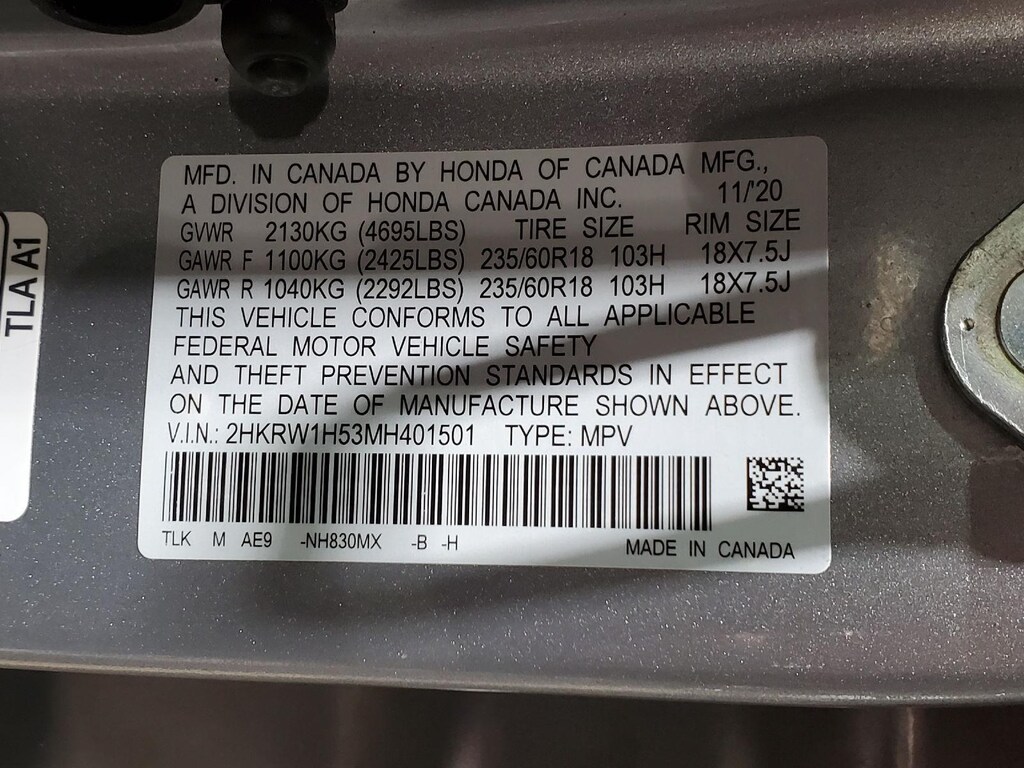 MFD. IN CANADA BY HONDA OF CANADA MFG.,
A DIVISION OF HONDA CANADA INC. 11/'20
GVWR 2130KG (4695LBS) TIRE SIZE RIM SIZE
GAWR F 1100KG (2425LBS) 235/60R18 103H 18X7.5J
GAWR R 1040KG (2292LBS) 235/60R18 103H 18X7.5J
THIS VEHICLE CONFORMS TO ALL APPLICABLE
FEDERAL MOTOR VEHICLE SAFETY
AND THEFT PREVENTION STANDARDS IN EFFECT
ON THE DATE OF MANUFACTURE SHOWN ABOVE.
V.I.N.: 2HKRW1H53MH401501 TYPE: MPV
TLK M AE9 -NH830MX -B -H MADE IN CANADA
TLA A1